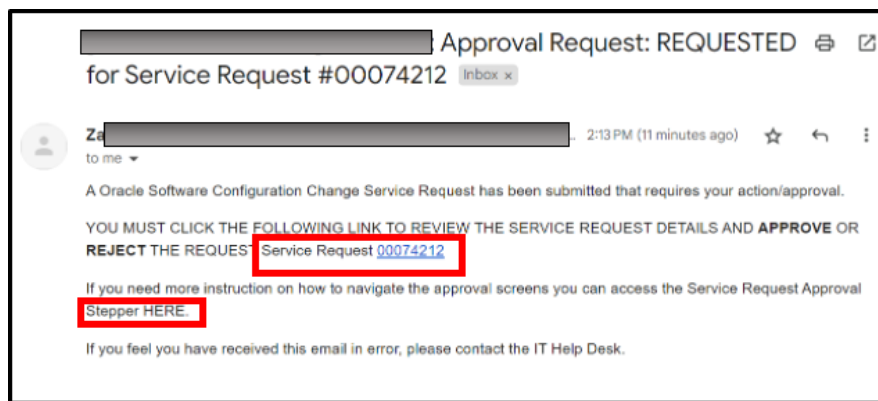 : Approval Request: REQUESTED
for Service Request #00074212 Inbox x
Za
.. 2:13 PM (11 minutes ago)
to me
A Oracle Software Configuration Change Service Request has been submitted that requires your action/approval.
YOU MUST CLICK THE FOLLOWING LINK TO REVIEW THE SERVICE REQUEST DETAILS AND APPROVE OR
REJECT THE REQUEST Service Request 00074212
If you need more instruction on how to navigate the approval screens you can access the Service Request Approval
Stepper HERE.
If you feel you have received this email in error, please contact the IT Help Desk.